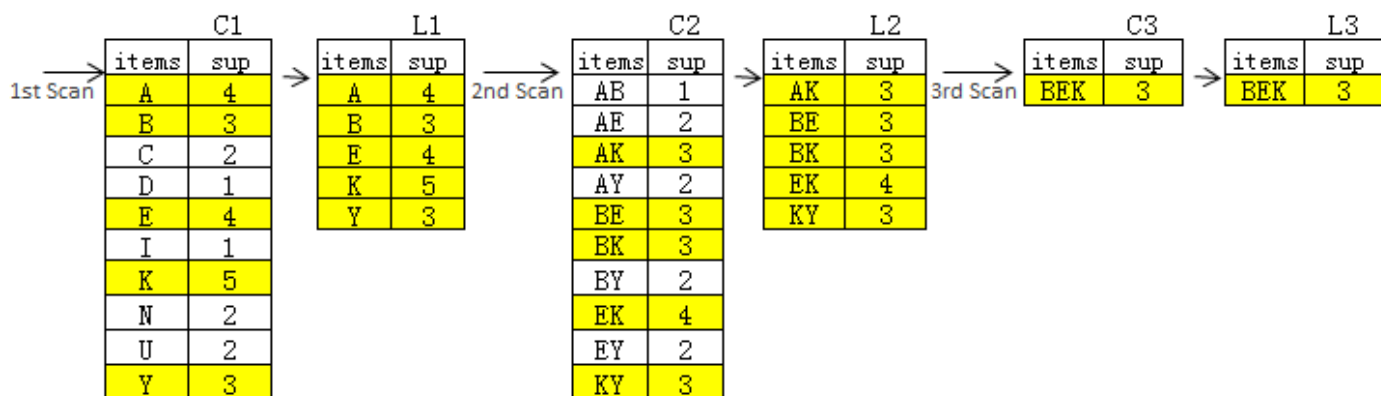 C1 L1 C2 L2 C3 L3
items sup items sup items sup items sup items sup items sup
1st Scan A 4 A 4 2nd Scan AB 1 AK 3 3rd Scan BEK 3 BEK 3
B 3 B 3 AE 2 BE 3
C 2 E 4 AK 3 BK 3
D 1 K 5 AY 2 EK 4
E 4 Y 3 BE 3 KY 3
I 1 BK 3
K 5 BY 2
N 2 EK 4
U 2 EY 2
Y 3 KY 3